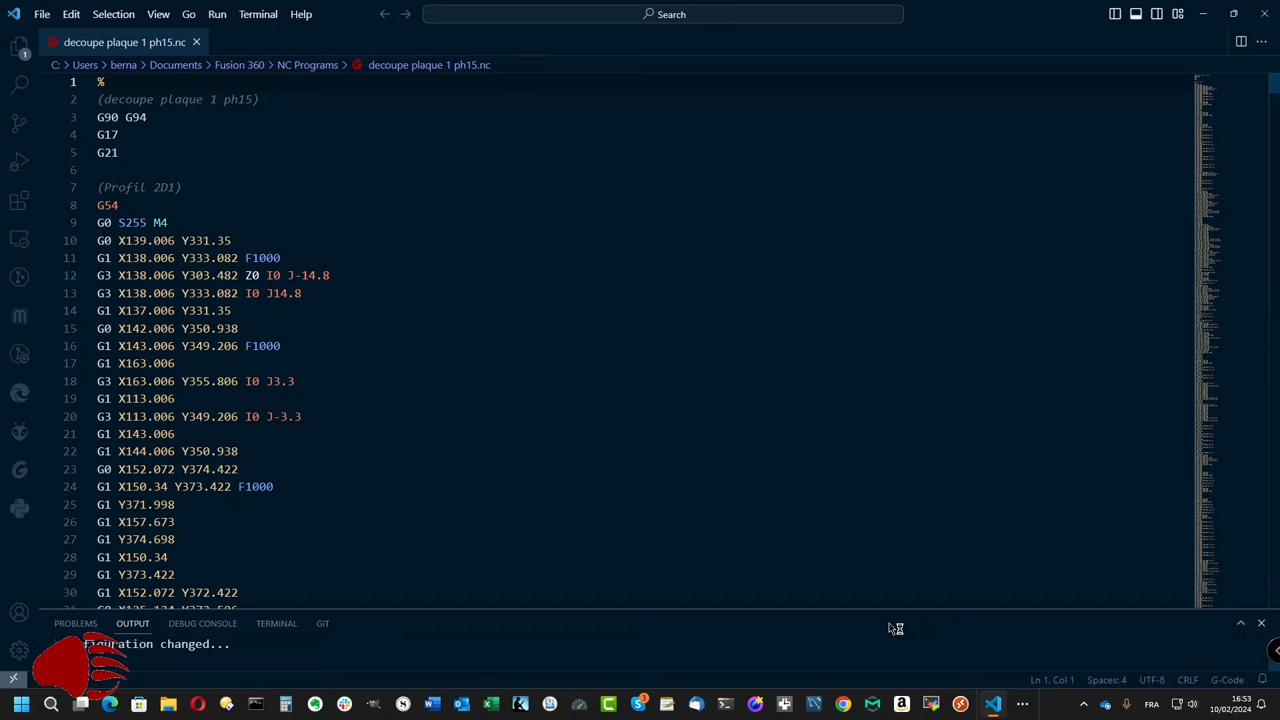 File Edit Selection View Go Run Terminal Help
Search
decoupe plaque 1 ph15.nc
C: > Users > berna > Documents > Fusion 360 > NC Programs > decoupe plaque 1 ph15.nc
1 %
2 (decoupe plaque 1 ph15)
3 G90 G94
4 G17
5 G21
6
7 (Profil 2D1)
8 G54
9 G0 S255 M4
10 G0 X139.006 Y331.35
11 G1 X138.006 Y333.082 F1000
12 G3 X138.006 Y303.482 Z0 I0 J-14.8
13 G3 X138.006 Y333.082 I0 J14.8
14 G1 X137.006 Y331.35
15 G0 X142.006 Y350.938
16 G1 X143.006 Y349.206 F1000
17 G1 X163.006
18 G3 X163.006 Y355.806 I0 J3.3
19 G1 X113.006
20 G3 X113.006 Y349.206 I0 J-3.3
21 G1 X143.006
22 G1 X144.006 Y350.938
23 G0 X152.072 Y374.422
24 G1 X150.34 Y373.422 F1000
25 G1 Y371.998
26 G1 X157.673
27 G1 Y374.698
28 G1 X150.34
29 G1 Y373.422
30 G1 X152.072 Y372.422
PROBLEMS OUTPUT DEBUG CONSOLE TERMINAL GIT
figuration changed...
Ln 1, Col 1 Spaces: 4 UTF-8 CRLF G-Code
FRA
16:53
10/02/2024